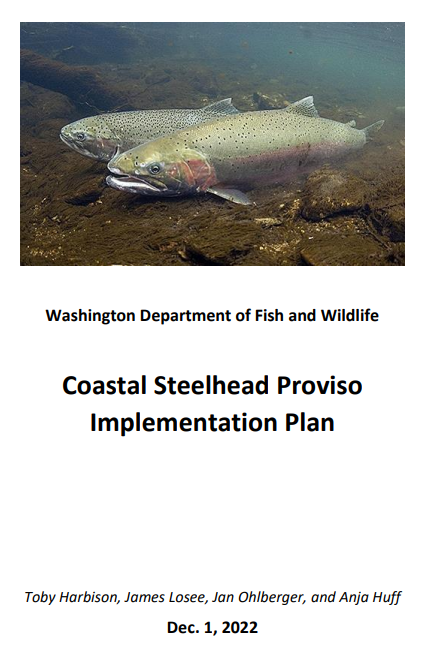 Washington Department of Fish and Wildlife
Coastal Steelhead Proviso
Implementation Plan
Toby Harbison, James Losee, Jan Ohlberger, and Anja Huff
Dec. 1, 2022